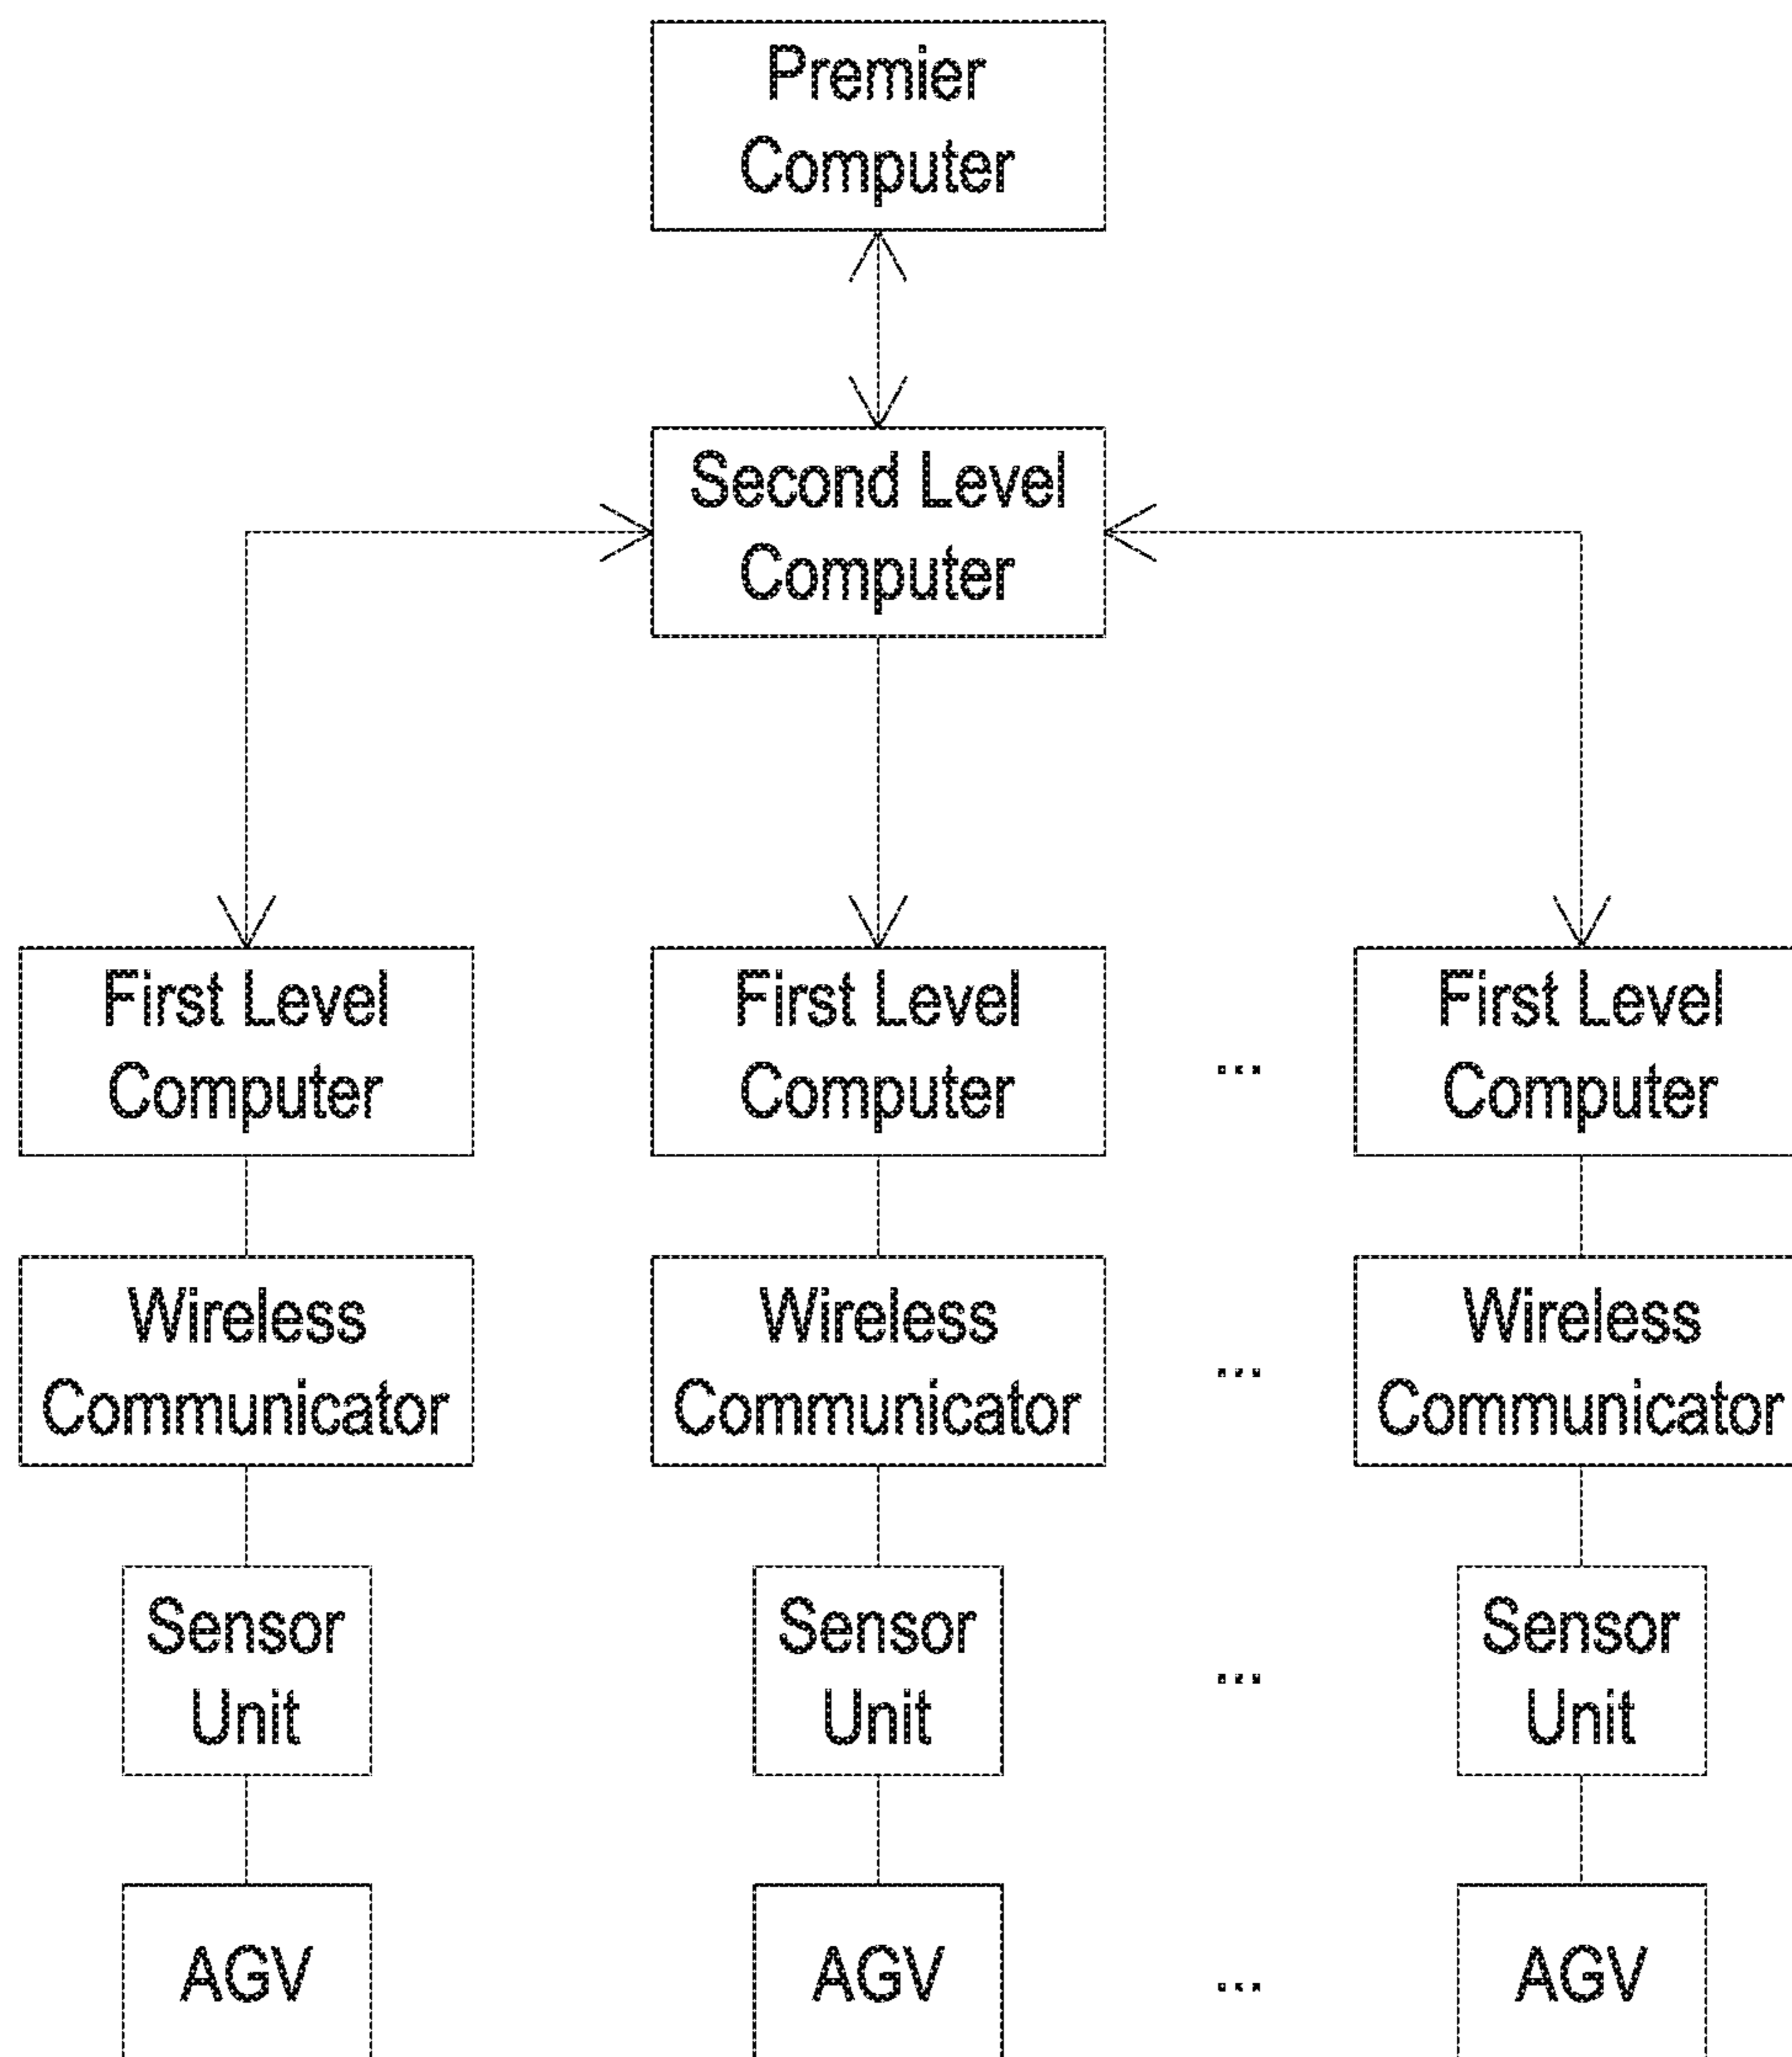 Premier
Computer
Second Level
Computer
First Level
Computer
First Level
Computer
...
First Level
Computer
Wireless
Communicator
Wireless
Communicator
...
Wireless
Communicator
Sensor
Unit
Sensor
Unit
...
Sensor
Unit
AGV
AGV
...
AGV